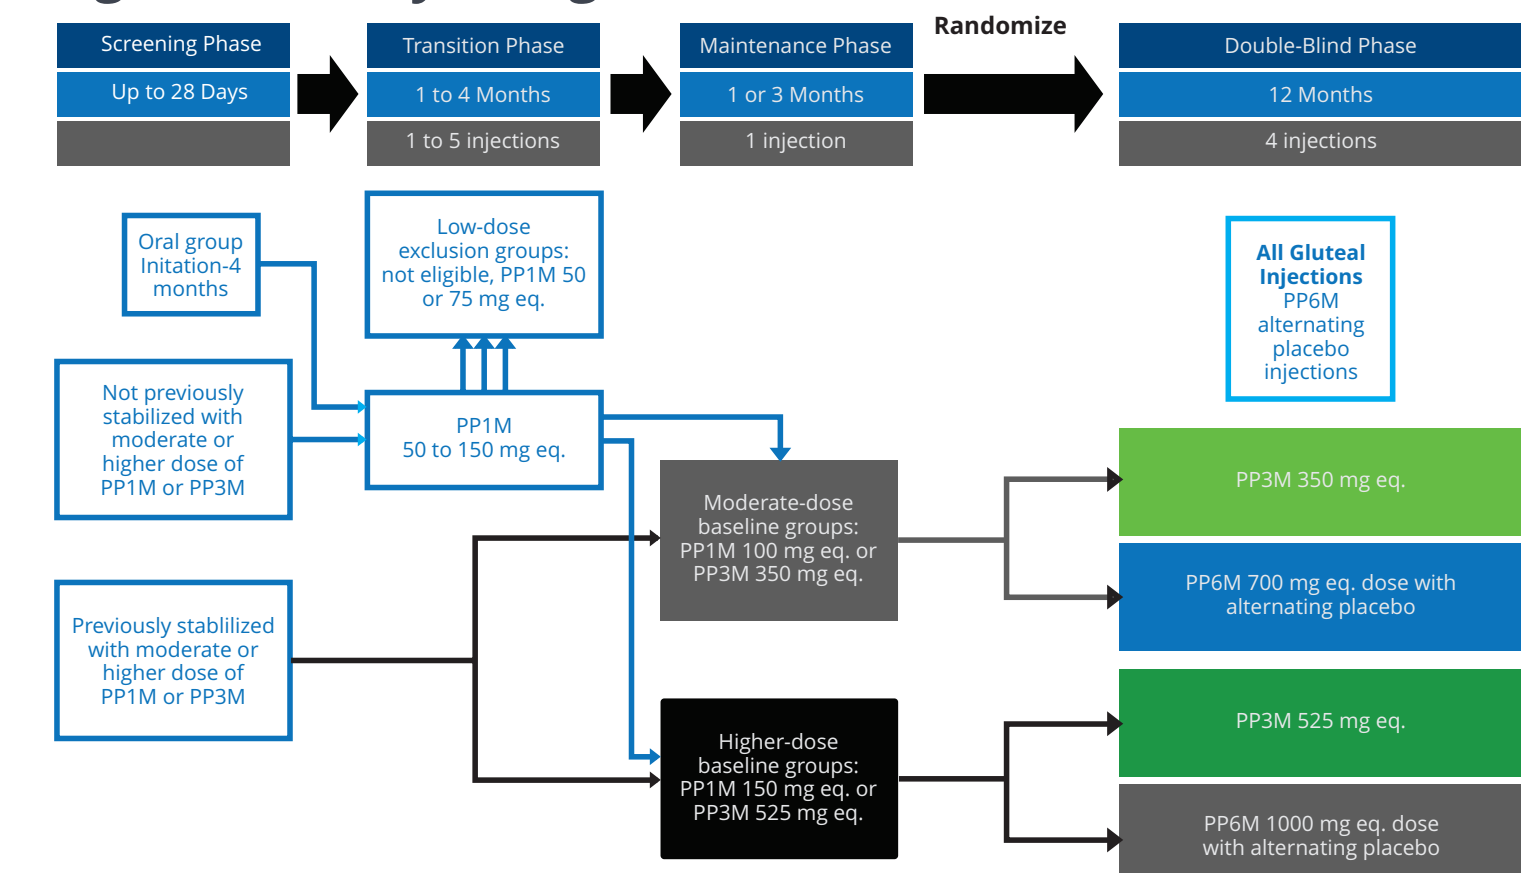 Screening Phase
Up to 28 Days
Transition Phase
1 to 4 Months
1 to 5 injections
Maintenance Phase
1 or 3 Months
1 injection
Randomize
Double-Blind Phase
12 Months
4 injections
Oral group
Initation-4
months
Low-dose
exclusion groups:
not eligible, PP1M 50
or 75 mg eq.
All Gluteal
Injections
PP6M
alternating
placebo
injections
Not previously
stabilized with
moderate or
higher dose of
PP1M or PP3M
PP1M
50 to 150 mg eq.
Moderate-dose
baseline groups:
PP1M 100 mg eq. or
PP3M 350 mg eq.
PP3M 350 mg eq.
PP6M 700 mg eq. dose with
alternating placebo
Previously stablilized
with moderate or
higher dose of
PP1M or PP3M
Higher-dose
baseline groups:
PP1M 150 mg eq. or
PP3M 525 mg eq.
PP3M 525 mg eq.
PP6M 1000 mg eq. dose
with alternating placebo